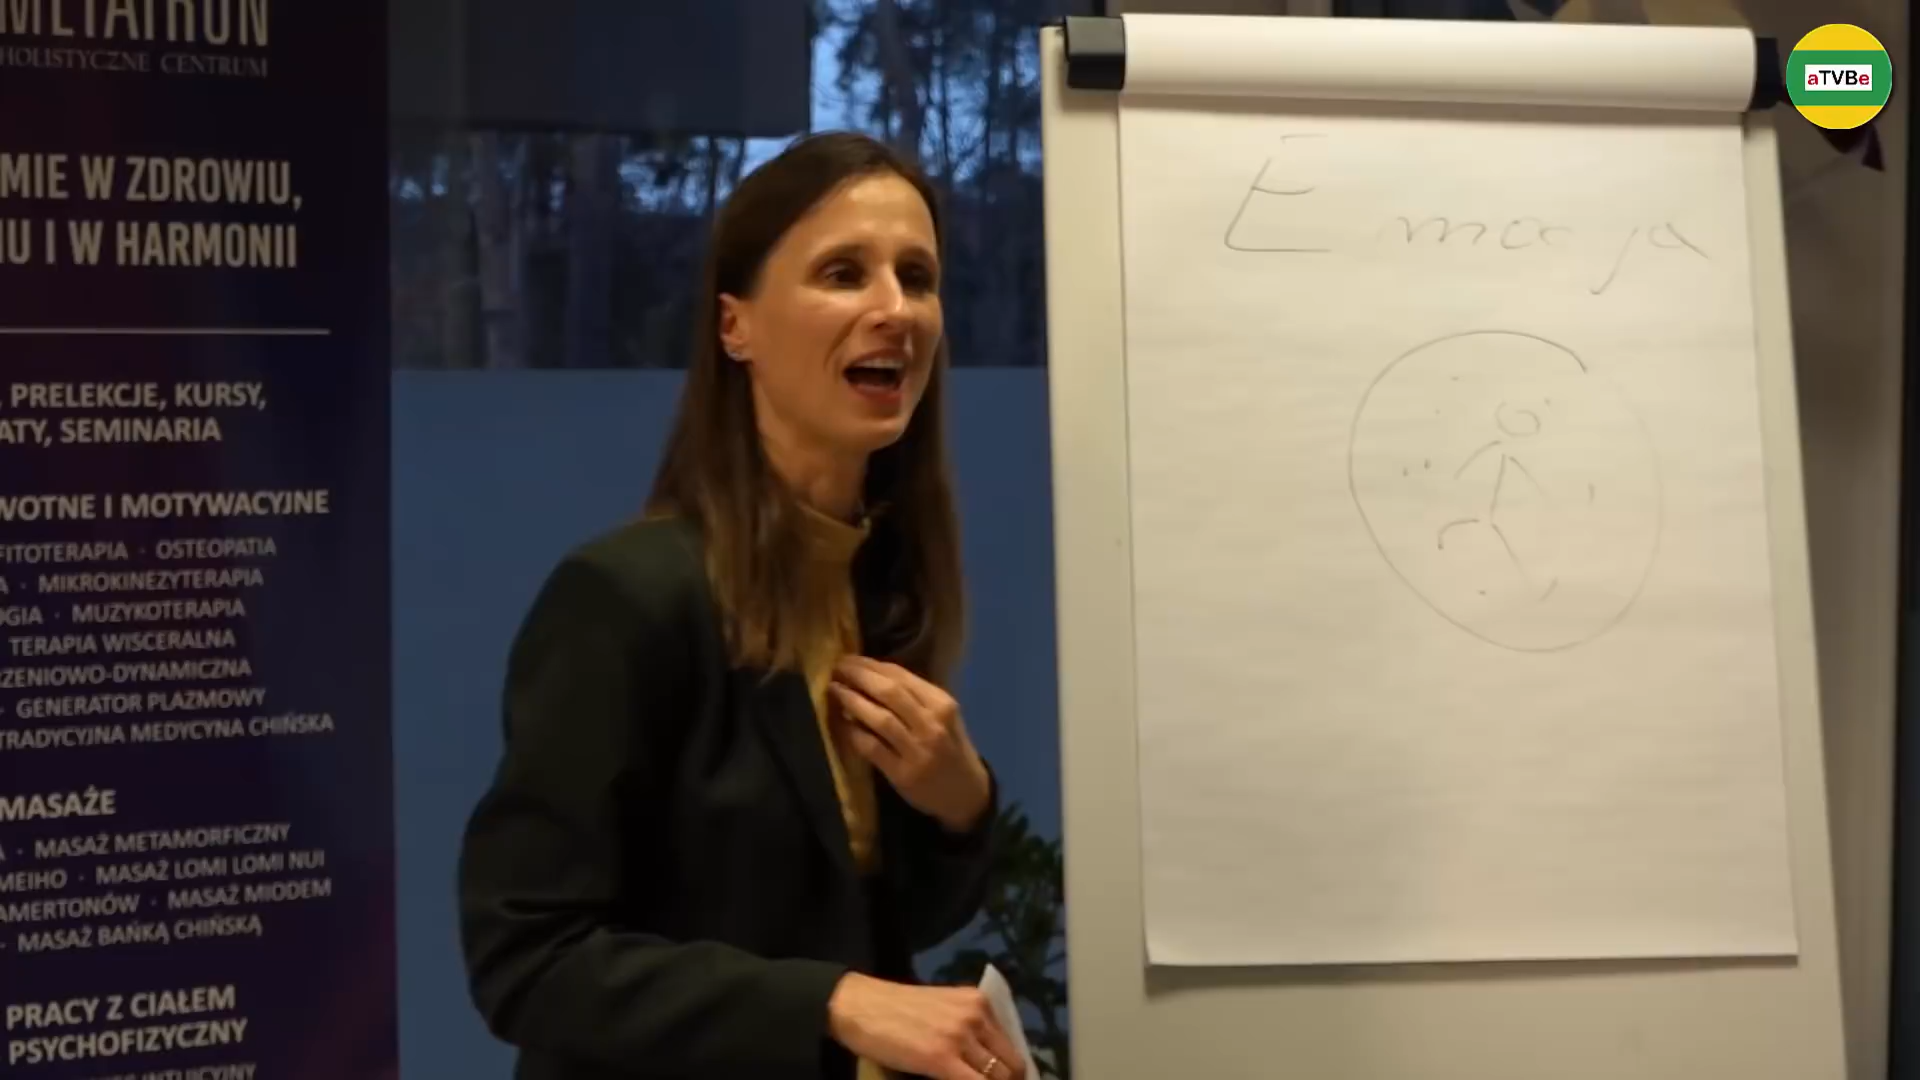 METATRON
HOLISTYCZNE CENTRUM
MIE W ZDROWIU,
IU I W HARMONII
, PRELEKCJE, KURSY,
ATY, SEMINARIA
WOTNE I MOTYWACYJNE
FITOTERAPIA · OSTEOPATIA
A · MIKROKINEZYTERAPIA
OGIA · MUZYKOTERAPIA
TERAPIA WISCERALNA
ZENIOWO-DYNAMICZNA
· GENERATOR PLAZMOWY
TRADYCYJNA MEDYCYNA CHIŃSKA
MASAŻE
A · MASAŻ METAMORFICZNY
MEIHO · MASAŻ LOMI LOMI NUI
AMERTONÓW · MASAŻ MIODEM
· MASAŻ BAŃKĄ CHIŃSKĄ
PRACY Z CIAŁEM
PSYCHOFIZYCZNY
INTUICYJNY
Emocja
aTVBe